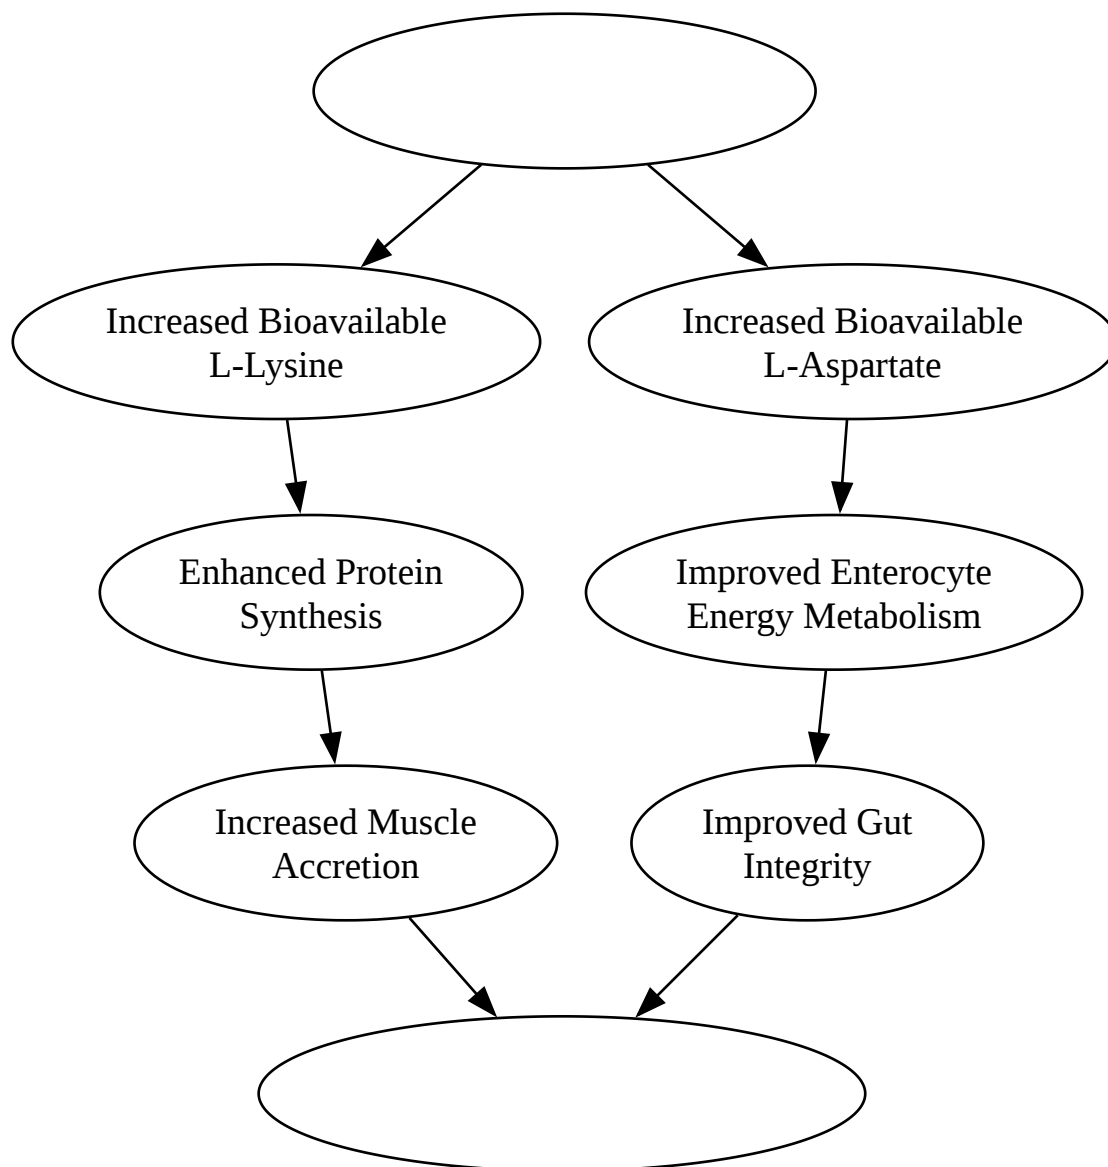 Increased Bioavailable
L-Lysine
Increased Bioavailable
L-Aspartate
Enhanced Protein
Synthesis
Improved Enterocyte
Energy Metabolism
Increased Muscle
Accretion
Improved Gut
Integrity